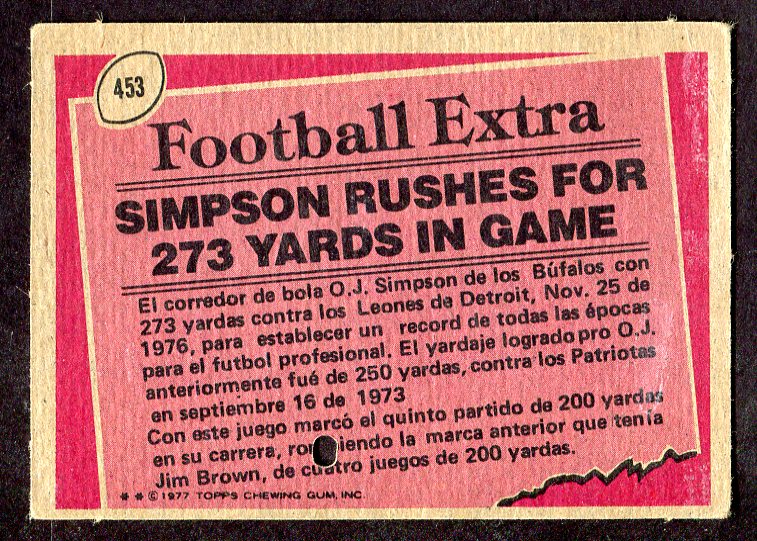 453
Football Extra
SIMPSON RUSHES FOR
273 YARDS IN GAME
El corredor de bola O.J. Simpson de los Búfalos con
273 yardas contra los Leones de Detroit, Nov. 25 de
1976, para establecer un record de todas las épocas
para el futbol profesional. El yardaje logrado pro O.J.
anteriormente fué de 250 yardas, contra los Patriotas
en septiembre 16 de 1973
Con este juego marcó el quinto partido de 200 yardas
en su carrera, rompiendo la marca anterior que tenía
Jim Brown, de cuatro juegos de 200 yardas.
* * © 1977 TOPPS CHEWING GUM, INC.